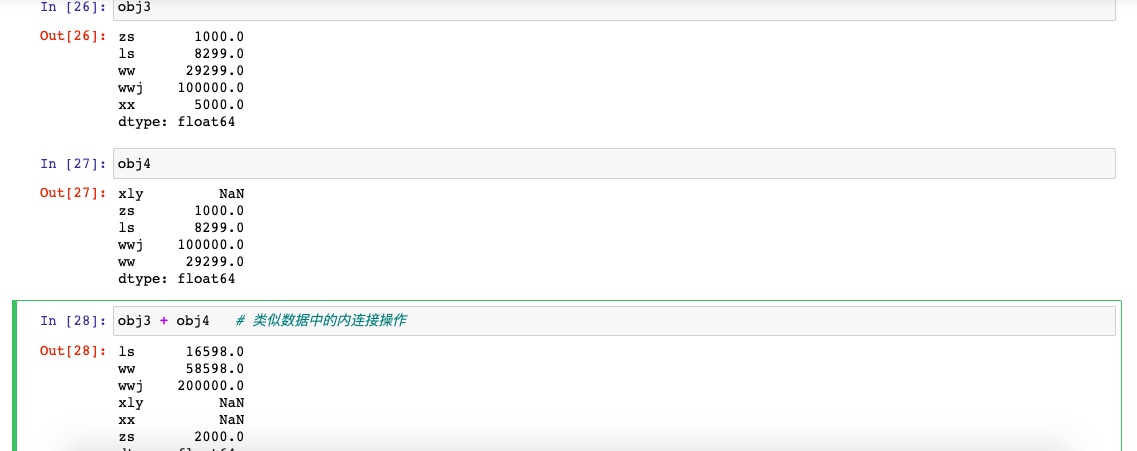 In [26]: obj3
Out[26]: zs 1000.0
ls 8299.0
ww 29299.0
wwj 100000.0
xx 5000.0
dtype: float64
In [27]: obj4
Out[27]: xly NaN
zs 1000.0
ls 8299.0
wwj 100000.0
ww 29299.0
dtype: float64
In [28]: obj3 + obj4 # 类似数据中的内连接操作
Out[28]: ls 16598.0
ww 58598.0
wwj 200000.0
xly NaN
xx NaN
zs 2000.0